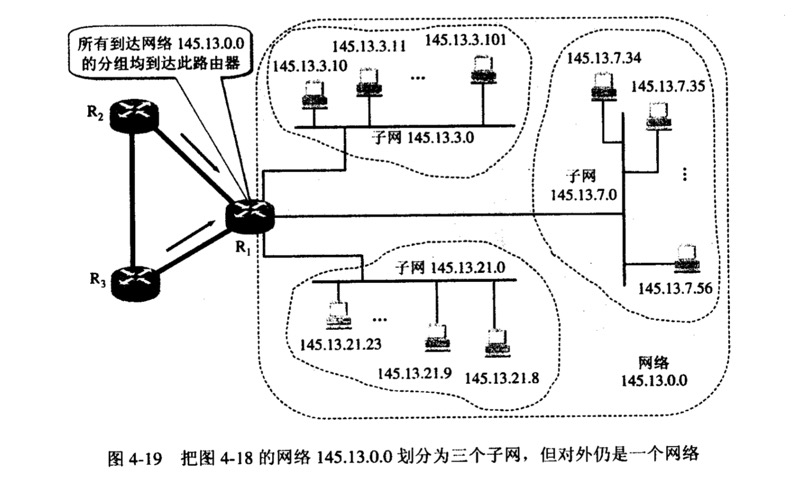 所有到达网络 145.13.0.0
的分组均到达此路由器
R2
R1
R3
145.13.3.10
145.13.3.11
...
145.13.3.101
子网 145.13.3.0
145.13.7.34
145.13.7.35
子网
145.13.7.0
...
145.13.7.56
子网 145.13.21.0
145.13.21.23
...
145.13.21.9
145.13.21.8
网络
145.13.0.0
图 4-19 把图 4-18 的网络 145.13.0.0 划分为三个子网，但对外仍是一个网络